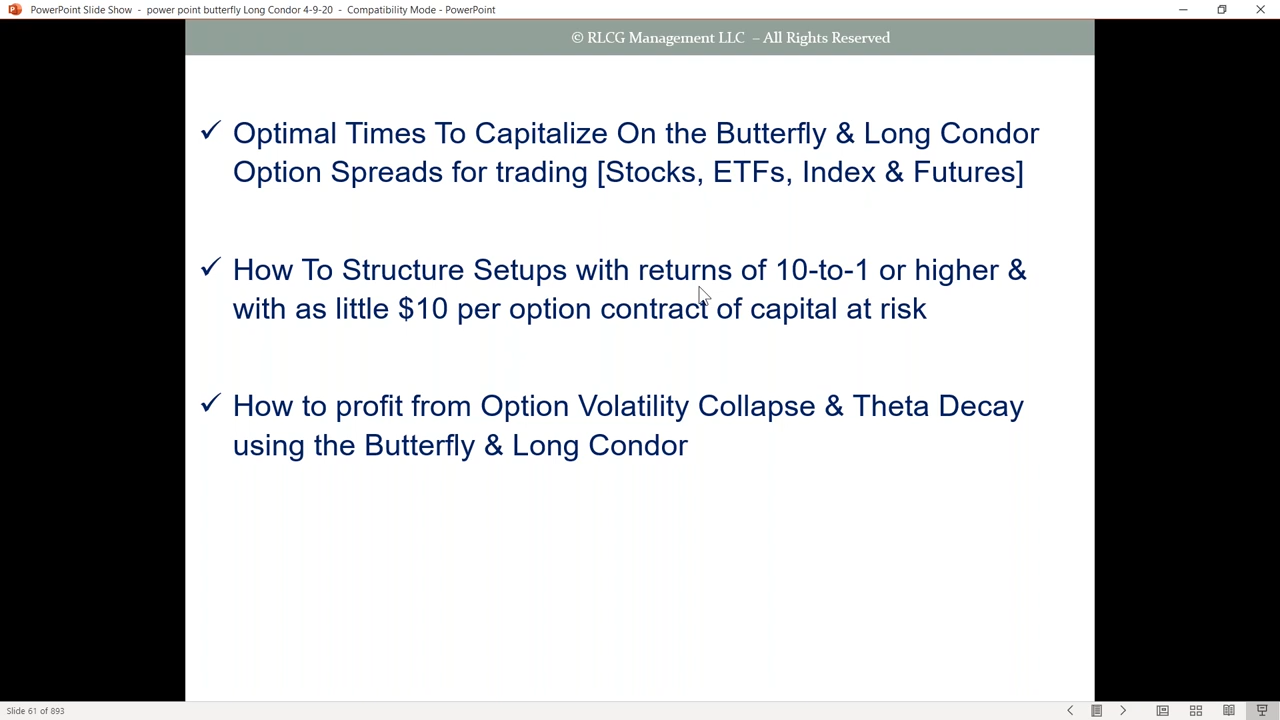 PowerPoint Slide Show - power point butterfly Long Condor 4-9-20 - Compatibility Mode - PowerPoint
© RLCG Management LLC – All Rights Reserved
✓ Optimal Times To Capitalize On the Butterfly & Long Condor
Option Spreads for trading [Stocks, ETFs, Index & Futures]
✓ How To Structure Setups with returns of 10-to-1 or higher &
with as little $10 per option contract of capital at risk
✓ How to profit from Option Volatility Collapse & Theta Decay
using the Butterfly & Long Condor
Slide 61 of 893